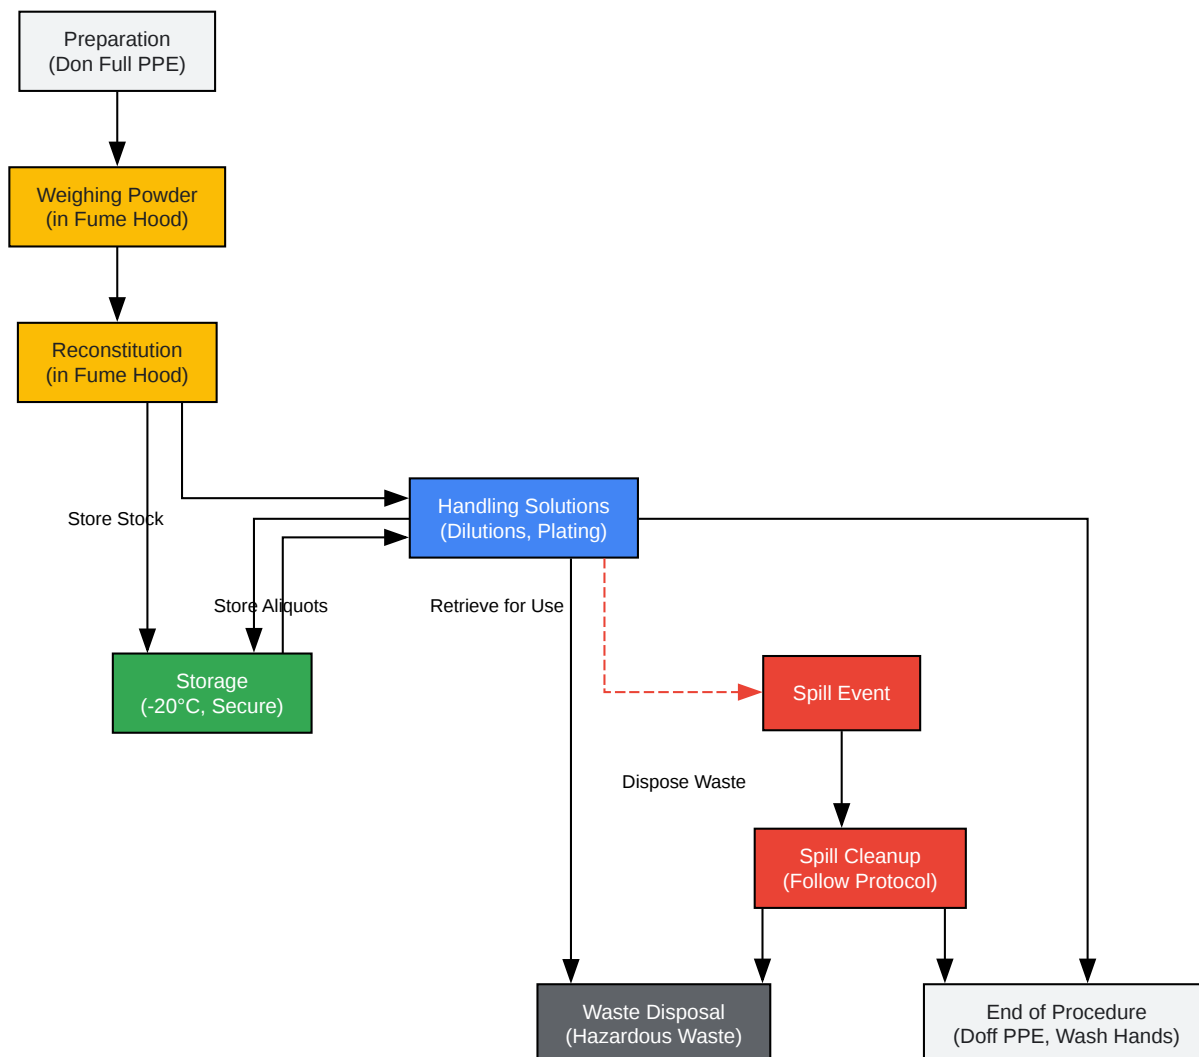 Preparation
(Don Full PPE)
Weighing Powder
(in Fume Hood)
Reconstitution
(in Fume Hood)
Handling Solutions
(Dilutions, Plating)
Store Stock
Store Aliquots
Retrieve for Use
Storage
(-20°C, Secure)
Spill Event
Dispose Waste
Spill Cleanup
(Follow Protocol)
Waste Disposal
(Hazardous Waste)
End of Procedure
(Doff PPE, Wash Hands)